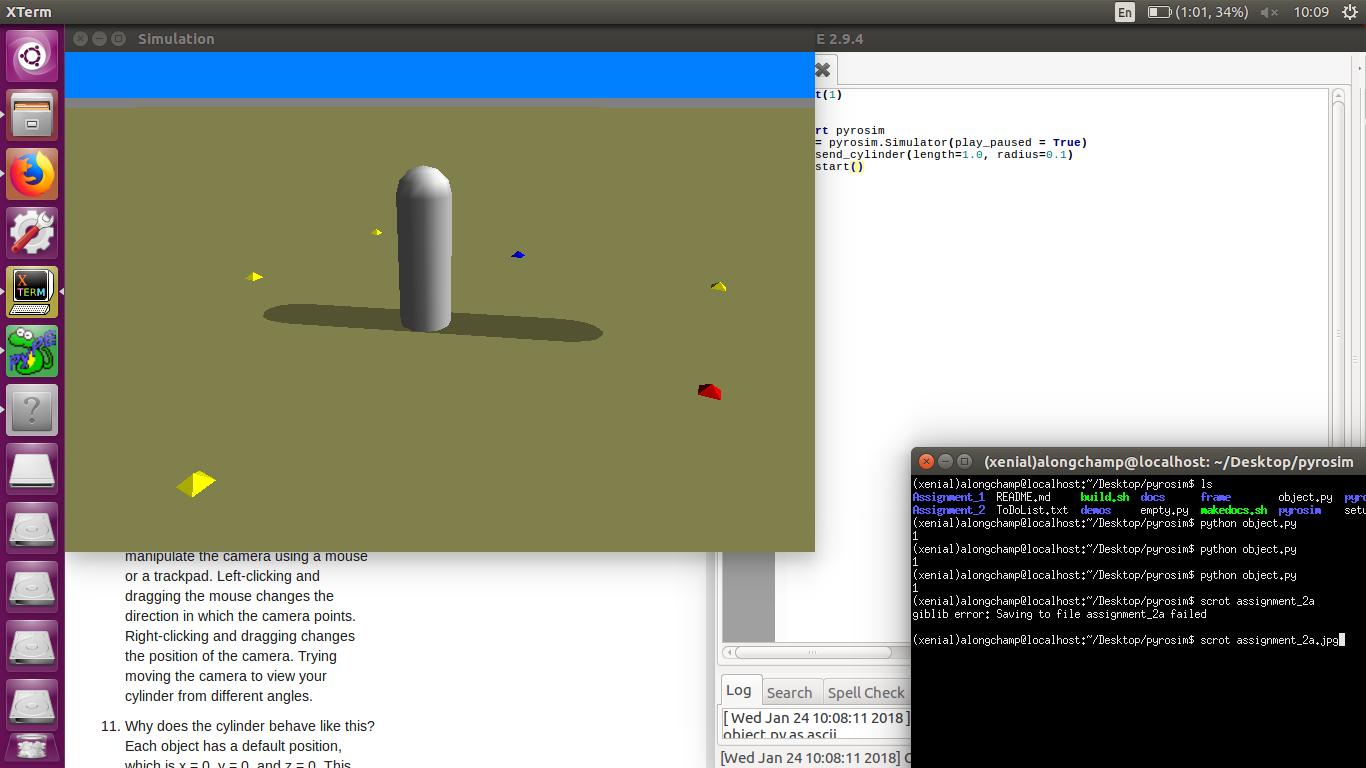 XTerm
En (1:01, 34%) 10:09
Simulation
E 2.9.4
t(1)
rt pyrosim
= pyrosim.Simulator(play_paused = True)
send_cylinder(length=1.0, radius=0.1)
start()
X
TERM
manipulate the camera using a mouse
or a trackpad. Left-clicking and
dragging the mouse changes the
direction in which the camera points.
Right-clicking and dragging changes
the position of the camera. Trying
moving the camera to view your
cylinder from different angles.
11. Why does the cylinder behave like this?
Each object has a default position,
which is x = 0, y = 0, and z = 0. This
Log Search Spell Check
[ Wed Jan 24 10:08:11 2018 ]
object.py as ascii
[Wed Jan 24 10:08:11 2018]
(xenial)alongchamp@localhost: ~/Desktop/pyrosim
(xenial)alongchamp@localhost:~/Desktop/pyrosim$ ls
Assignment_1 README.md build.sh docs frame object.py pyro
Assignment_2 ToDoList.txt demos empty.py makedocs.sh pyrosim setu
(xenial)alongchamp@localhost:~/Desktop/pyrosim$ python object.py
1
(xenial)alongchamp@localhost:~/Desktop/pyrosim$ python object.py
1
(xenial)alongchamp@localhost:~/Desktop/pyrosim$ python object.py
1
(xenial)alongchamp@localhost:~/Desktop/pyrosim$ scrot assignment_2a
giblib error: Saving to file assignment_2a failed
(xenial)alongchamp@localhost:~/Desktop/pyrosim$ scrot assignment_2a.jpg